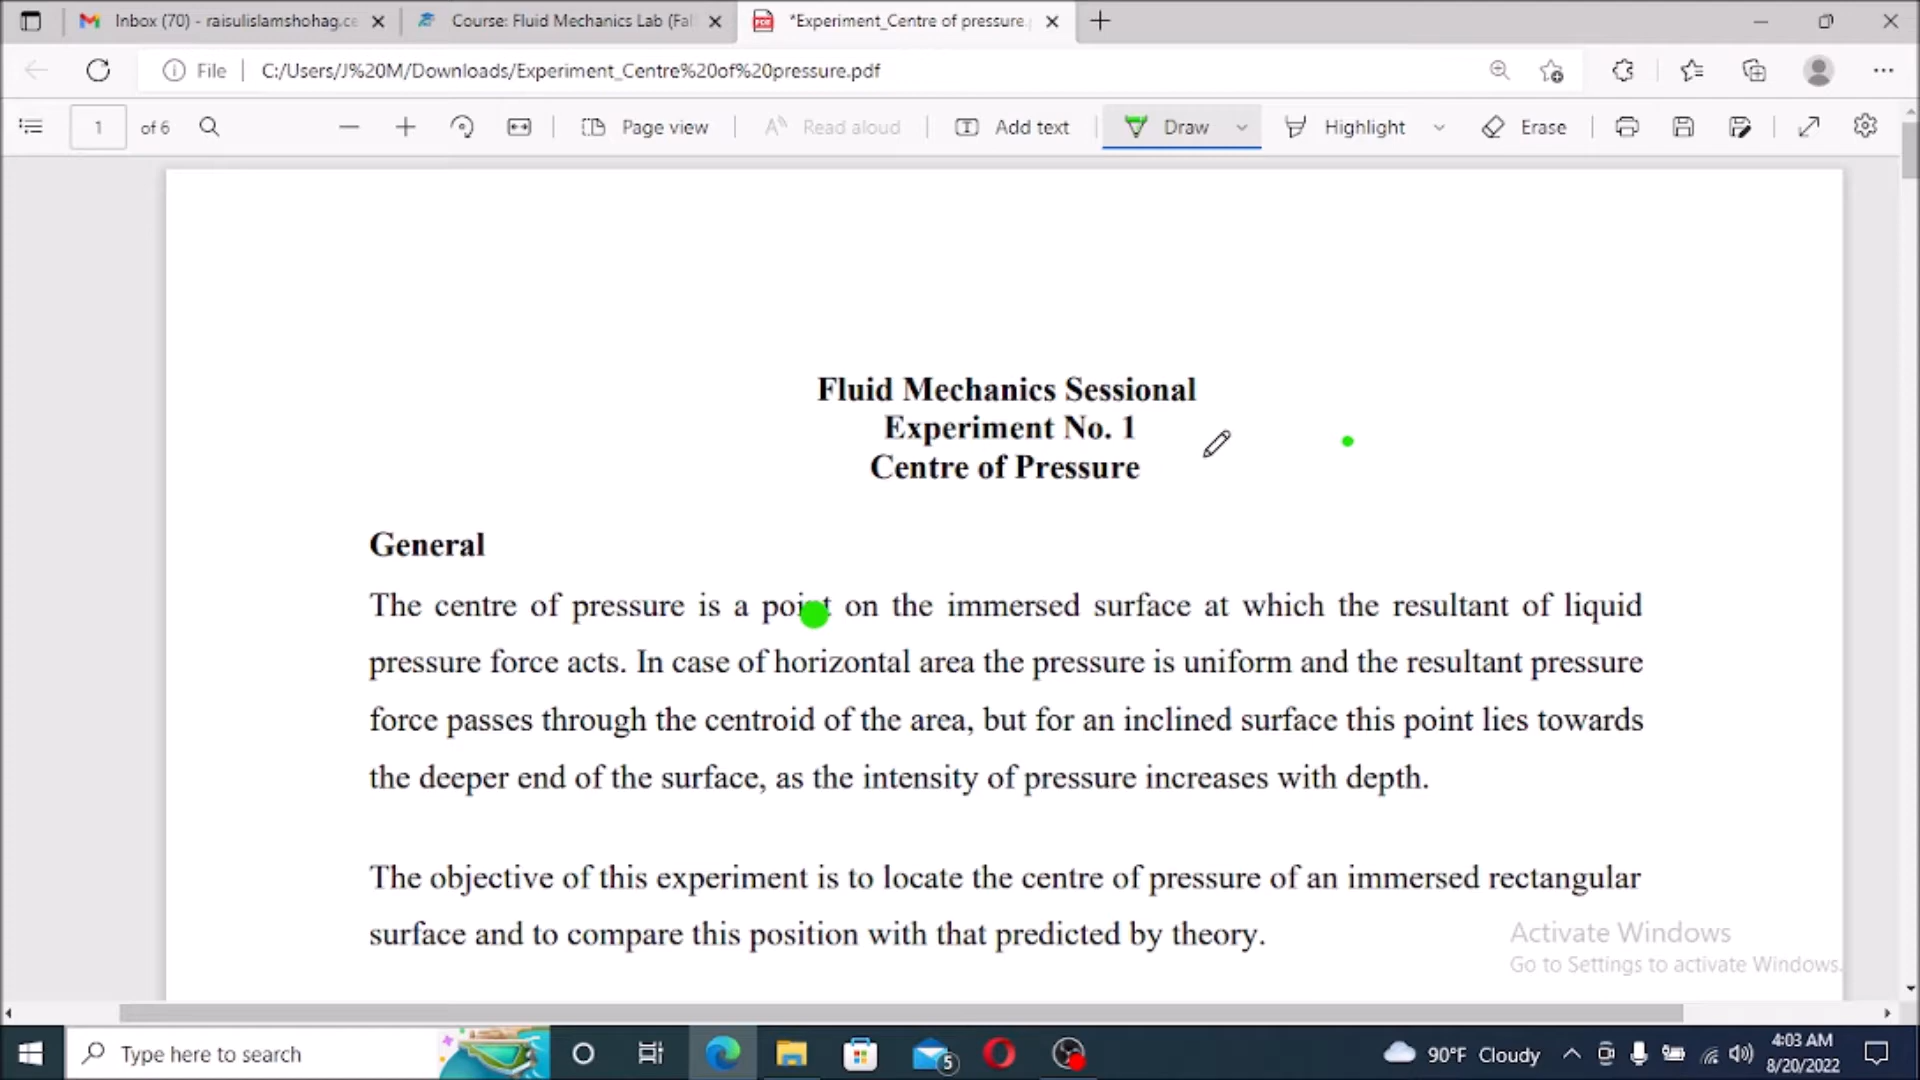 Inbox (70) - raisulislamshohag.ce
Course: Fluid Mechanics Lab (Fal
*Experiment_Centre of pressure.
File
C:/Users/J%20M/Downloads/Experiment_Centre%20of%20pressure.pdf
1 of 6
Page view
Read aloud
Add text
Draw
Highlight
Erase
Fluid Mechanics Sessional
Experiment No. 1
Centre of Pressure
General
The centre of pressure is a point on the immersed surface at which the resultant of liquid
pressure force acts. In case of horizontal area the pressure is uniform and the resultant pressure
force passes through the centroid of the area, but for an inclined surface this point lies towards
the deeper end of the surface, as the intensity of pressure increases with depth.
The objective of this experiment is to locate the centre of pressure of an immersed rectangular
surface and to compare this position with that predicted by theory.
Activate Windows
Go to Settings to activate Windows.
Type here to search
5
90°F Cloudy
4:03 AM
8/20/2022